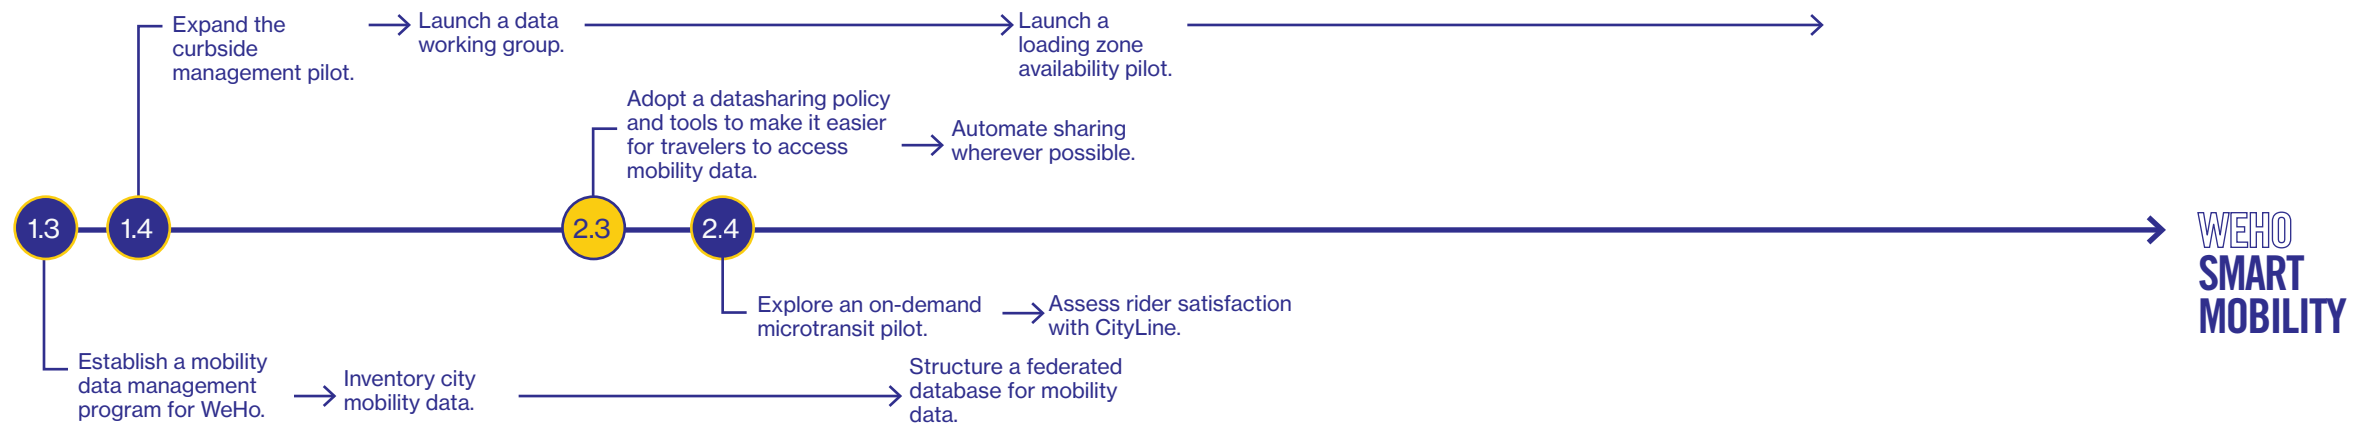 Expand the
curbside
management pilot.
Launch a data
working group.
Launch a
loading zone
availability pilot.
Adopt a datasharing policy
and tools to make it easier
for travelers to access
mobility data.
Automate sharing
wherever possible.
1.3
1.4
2.3
2.4
WEHO
SMART
MOBILITY
Explore an on-demand
microtransit pilot.
Assess rider satisfaction
with CityLine.
Establish a mobility
data management
program for WeHo.
Inventory city
mobility data.
Structure a federated
database for mobility
data.